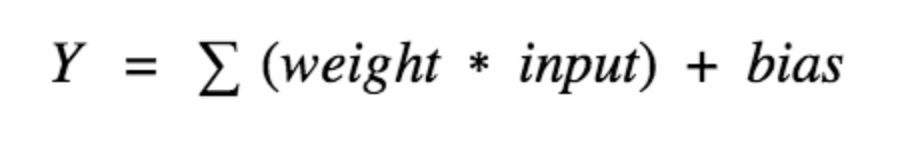 Y = ∑ (weight * input) + bias